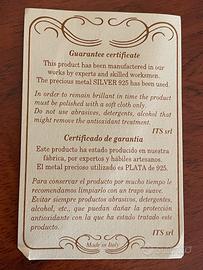 Guarantee certificate
This product has been manufactured in our
works by experts and skilled worksmen.
The precious metal SILVER 925 has been used
In order to remain brillant in time the product
must be polished with a soft cloth only.
Do not use abrasives, detergents, alcohol that
might remove the antioxidant treatment.
ITS srl
Certificado de garantía
Este producto ha estado producido en nuestra
fábrica, por expertos y hábiles artesanos.
El metal precioso utilizado es PLATA de 925.
Para conservar el producto por mucho tiempo le
recomendamos limpiarlo con un trapo suave.
Evitar siempre productos abrasivos, detergentes,
alcohol, etc., que puedan dañar la protección
antioxidante con la que ha estado tratado este
producto.
ITS srl
Made in Italy